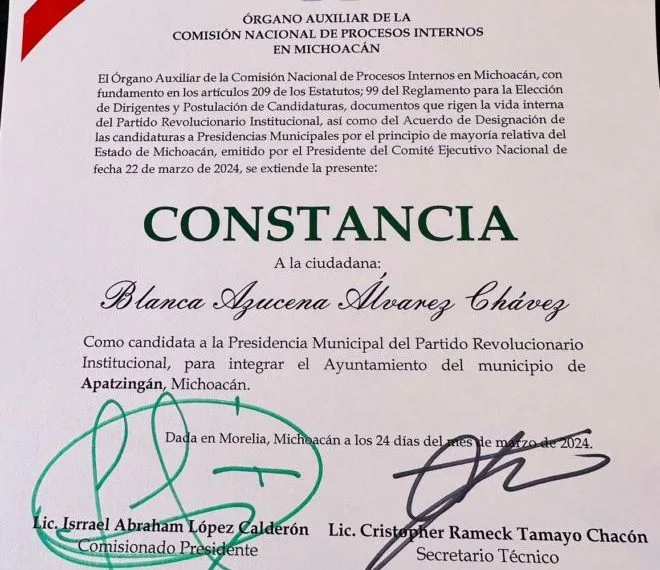 ÓRGANO AUXILIAR DE LA
COMISIÓN NACIONAL DE PROCESOS INTERNOS
EN MICHOACÁN
El Órgano Auxiliar de la Comisión Nacional de Procesos Internos en Michoacán, con
fundamento en los artículos 209 de los Estatutos; 99 del Reglamento para la Elección
de Dirigentes y Postulación de Candidaturas, documentos que rigen la vida interna
del Partido Revolucionario Institucional, así como del Acuerdo de Designación de
las candidaturas a Presidencias Municipales por el principio de mayoría relativa del
Estado de Michoacán, emitido por el Presidente del Comité Ejecutivo Nacional de
fecha 22 de marzo de 2024, se extiende la presente:
CONSTANCIA
A la ciudadana:
Blanca Azucena Álvarez Chávez
Como candidata a la Presidencia Municipal del Partido Revolucionario
Institucional, para integrar el Ayuntamiento del municipio de
Apatzingán, Michoacán.
Dada en Morelia, Michoacán a los 24 días del mes de marzo de 2024.
Lic. Isrrael Abraham López Calderón
Comisionado Presidente
Lic. Cristopher Rameck Tamayo Chacón
Secretario Técnico